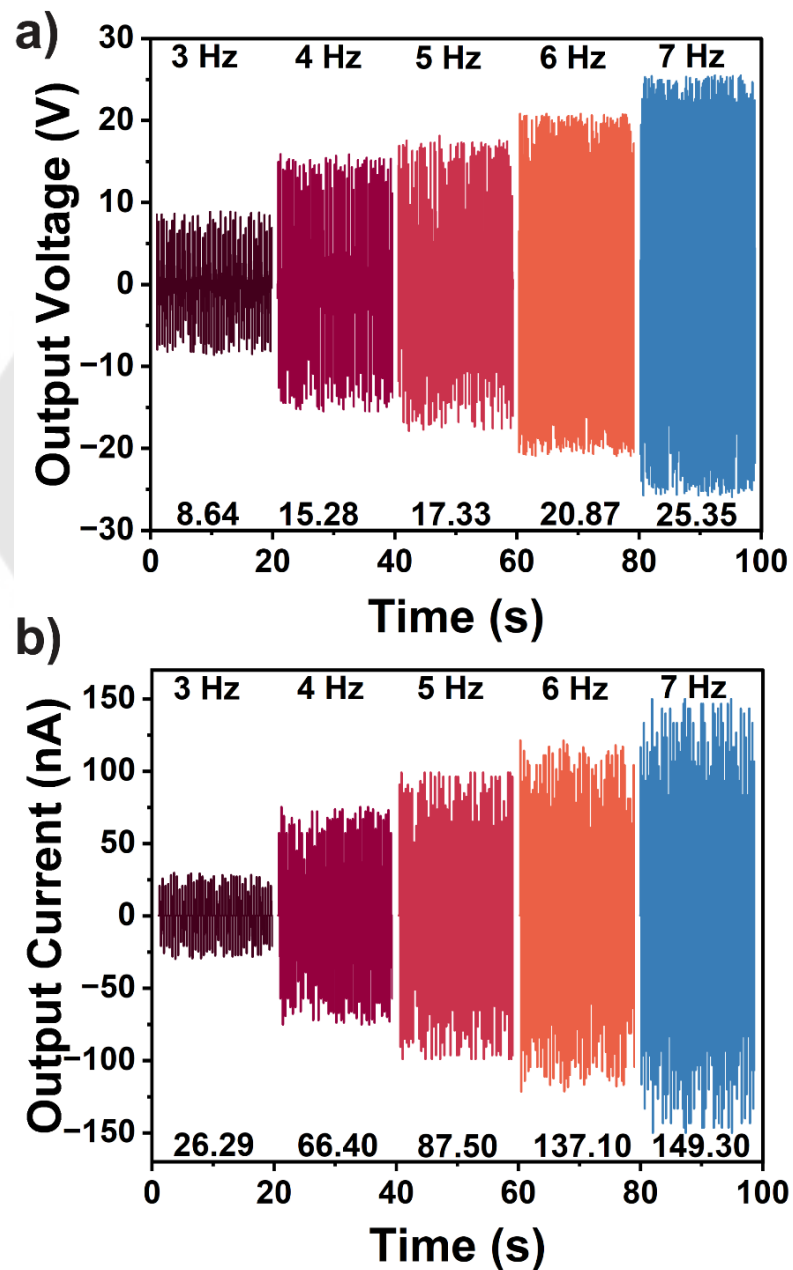 a)
30
3 Hz 4 Hz 5 Hz 6 Hz 7 Hz
20
10
0
−10
−20
−30
8.64 15.28 17.33 20.87 25.35
Output Voltage (V)
0 20 40 60 80 100
Time (s)
b)
3 Hz 4 Hz 5 Hz 6 Hz 7 Hz
150
100
50
0
−50
−100
−150
26.29 66.40 87.50 137.10 149.30
Output Current (nA)
0 20 40 60 80 100
Time (s)